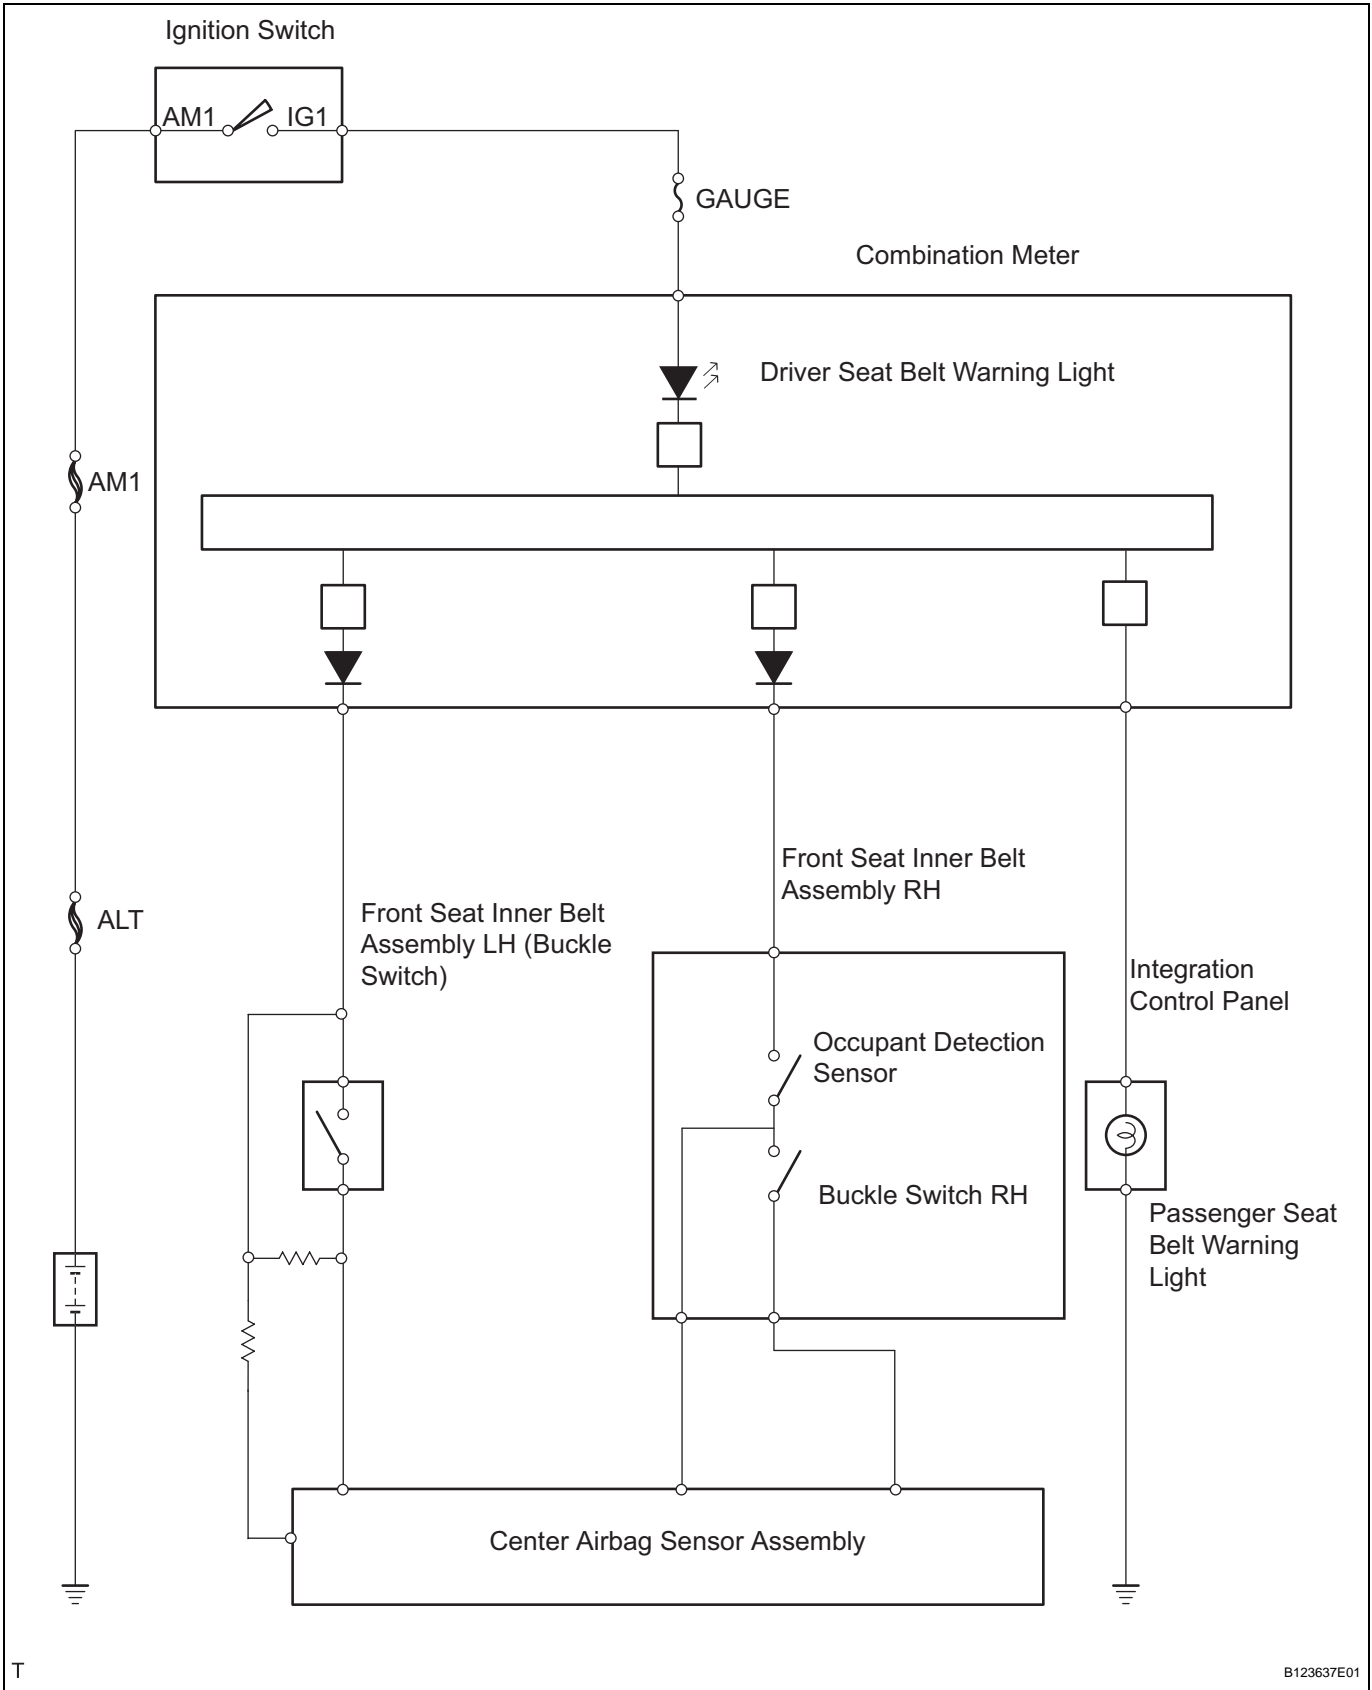 Ignition Switch
AM1
IG1
GAUGE
Combination Meter
Driver Seat Belt Warning Light
AM1
Front Seat Inner Belt
Assembly RH
ALT
Front Seat Inner Belt
Assembly LH (Buckle
Switch)
Integration
Control Panel
Occupant Detection
Sensor
Buckle Switch RH
Passenger Seat
Belt Warning
Light
Center Airbag Sensor Assembly
T
B123637E01